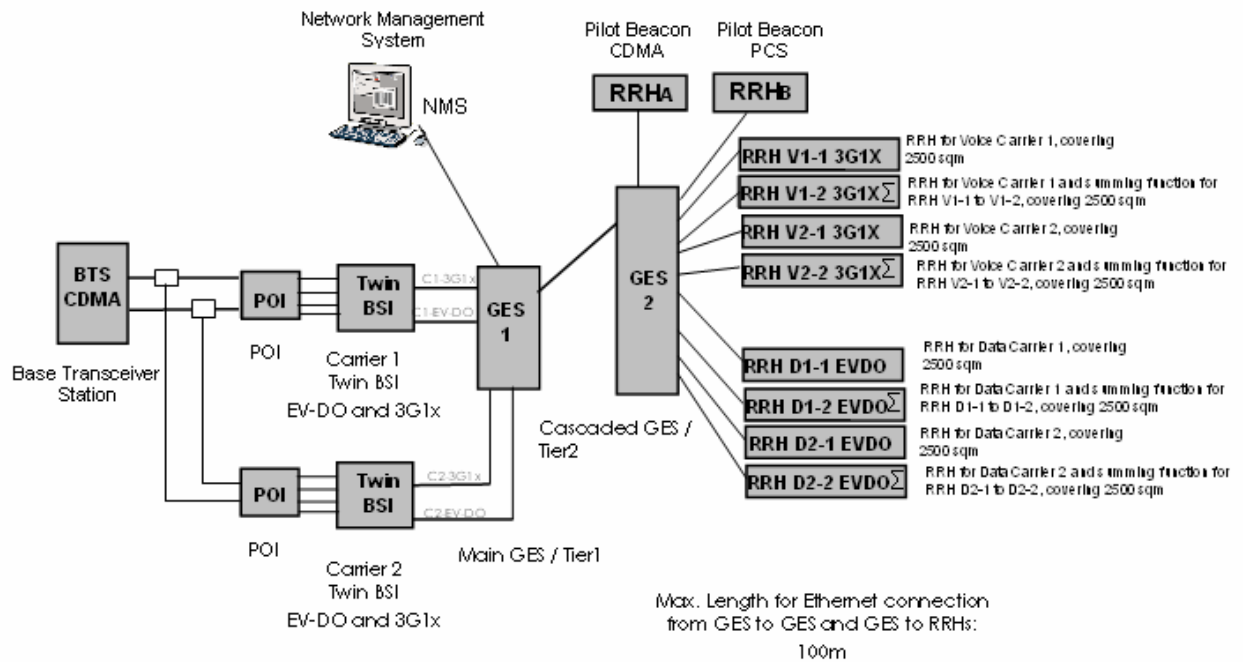 Network Management
System
NMS
Pilot Beacon
CDMA
Pilot Beacon
PCS
RRHA
RRHB
RRH V1-1 3G1X
RRH for Voice Carrier 1, covering
2500 sqm
RRH V1-2 3G1X Σ
RRH for Voice Carrier 1 and summing function for
RRH V1-1 to V1-2, covering 2500 sqm
RRH V2-1 3G1X
RRH for Voice Carrier 2, covering
2500 sqm
RRH V2-2 3G1X Σ
RRH for Voice Carrier 2 and summing function for
RRH V2-1 to V2-2, covering 2500 sqm
BTS
CDMA
Base Transceiver
Station
POI
POI
Twin
BSI
Carrier 1
Twin BSI
EV-DO and 3G1x
C1-3G1x
C1-EV-DO
GES
1
GES
2
RRH D1-1 EVDO
RRH for Data Carrier 1, covering
2500 sqm
RRH D1-2 EVDO Σ
RRH for Data Carrier 1 and summing function for
RRH D1-1 to D1-2, covering 2500 sqm
RRH D2-1 EVDO
RRH for Data Carrier 2, covering
2500 sqm
RRH D2-2 EVDO Σ
RRH for Data Carrier 2 and summing function for
RRH D2-1 to D2-2, covering 2500 sqm
Cascaded GES /
Tier2
POI
POI
Twin
BSI
C2-3G1x
C2-EV-DO
Carrier 2
Twin BSI
EV-DO and 3G1x
Main GES / Tier1
Max. Length for Ethernet connection
from GES to GES and GES to RRHs:
100m